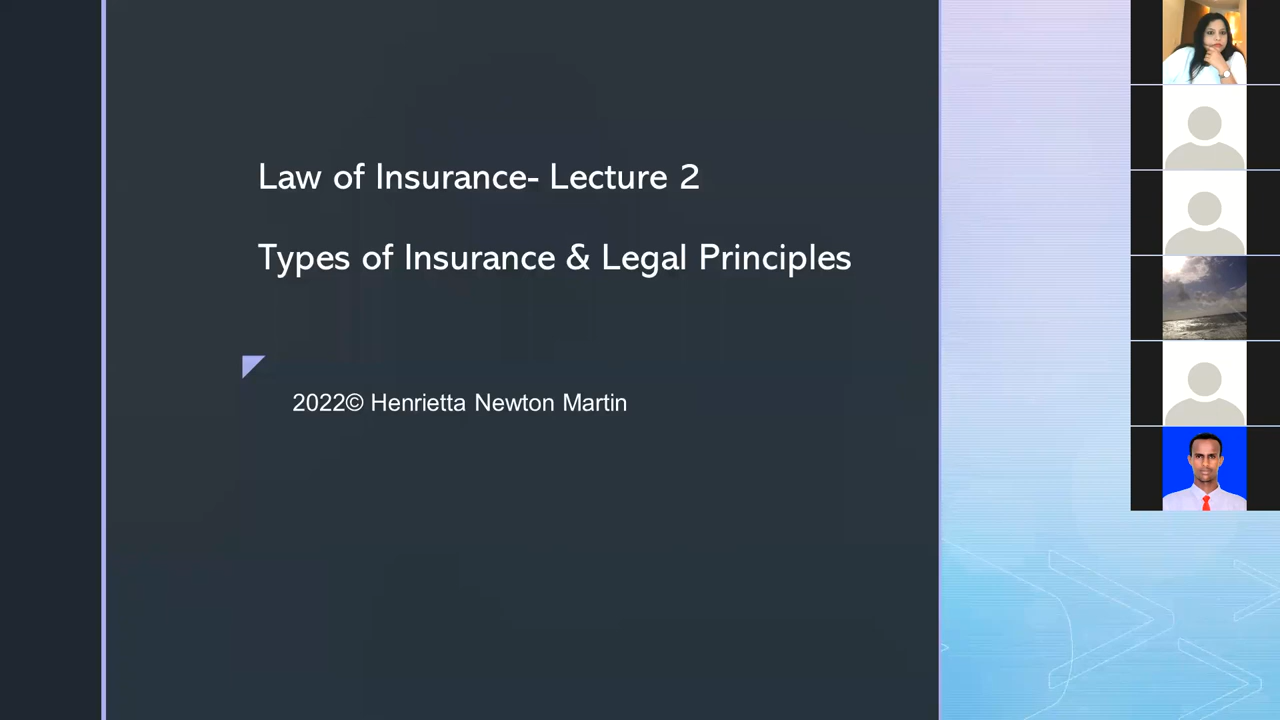 Law of Insurance- Lecture 2
Types of Insurance & Legal Principles
2022© Henrietta Newton Martin